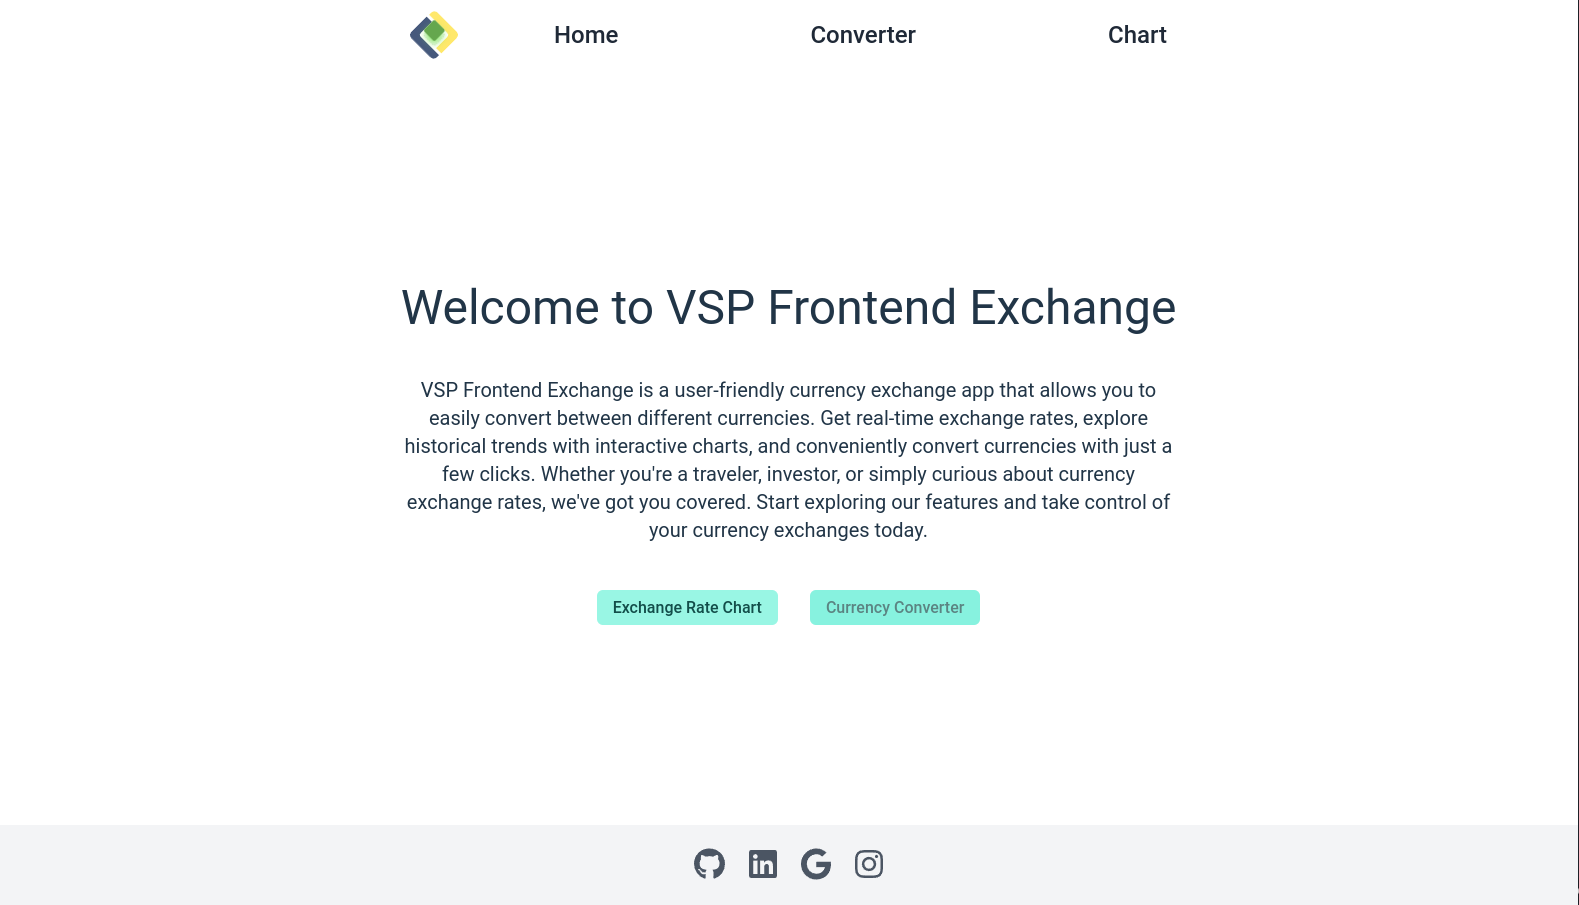 Home Converter Chart
Welcome to VSP Frontend Exchange
VSP Frontend Exchange is a user-friendly currency exchange app that allows you to
easily convert between different currencies. Get real-time exchange rates, explore
historical trends with interactive charts, and conveniently convert currencies with just a
few clicks. Whether you're a traveler, investor, or simply curious about currency
exchange rates, we've got you covered. Start exploring our features and take control of
your currency exchanges today.
Exchange Rate Chart Currency Converter